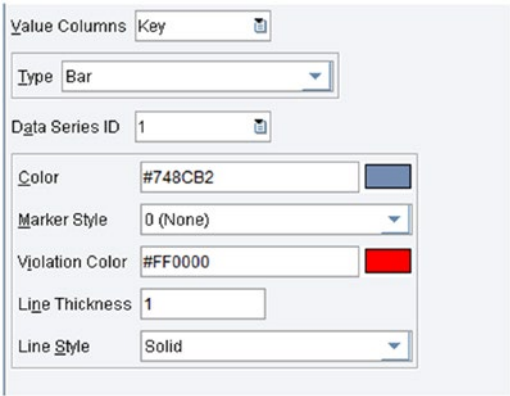 Value Columns Key
Type Bar
Data Series ID 1
Color #748CB2
Marker Style 0 (None)
Violation Color #FF0000
Line Thickness 1
Line Style Solid